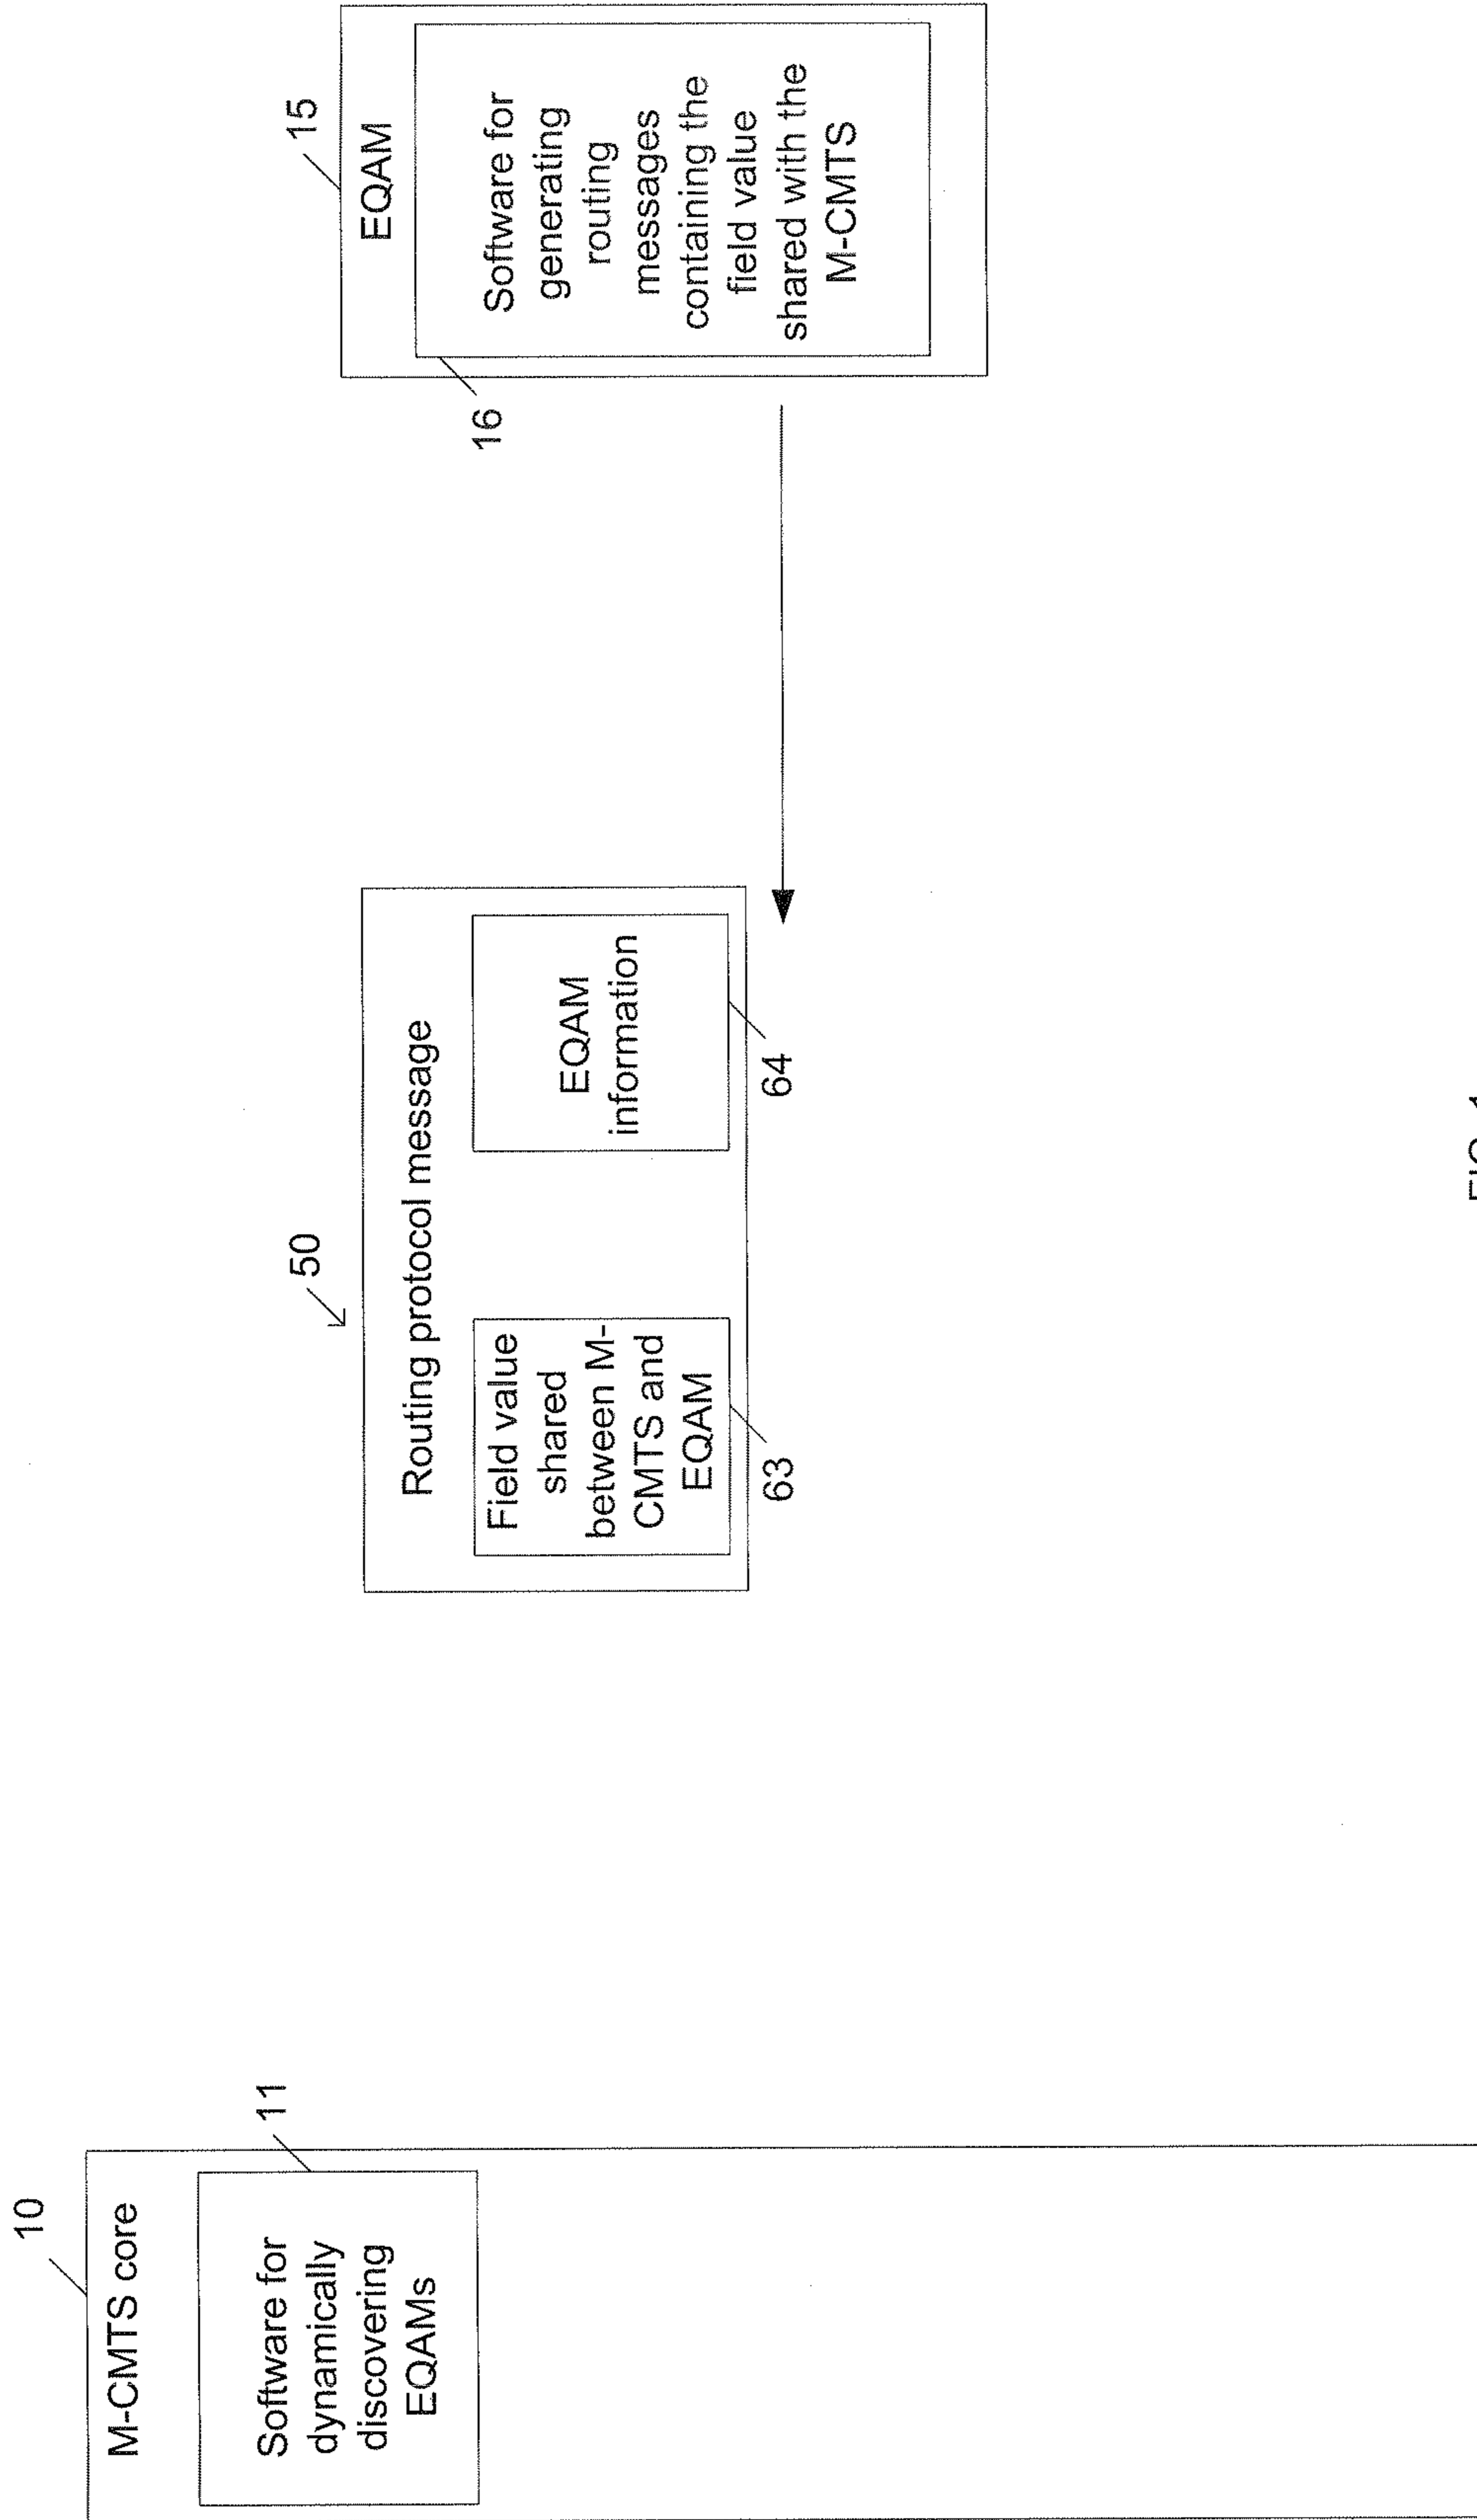 10
M-CMTS core
11
Software for
dynamically
discovering
EQAMs
50
Routing protocol message
Field value
shared
between M-
CMTS and
EQAM
63
EQAM
information
64
15
EQAM
16
Software for
generating
routing
messages
containing the
field value
shared with the
M-CMTS